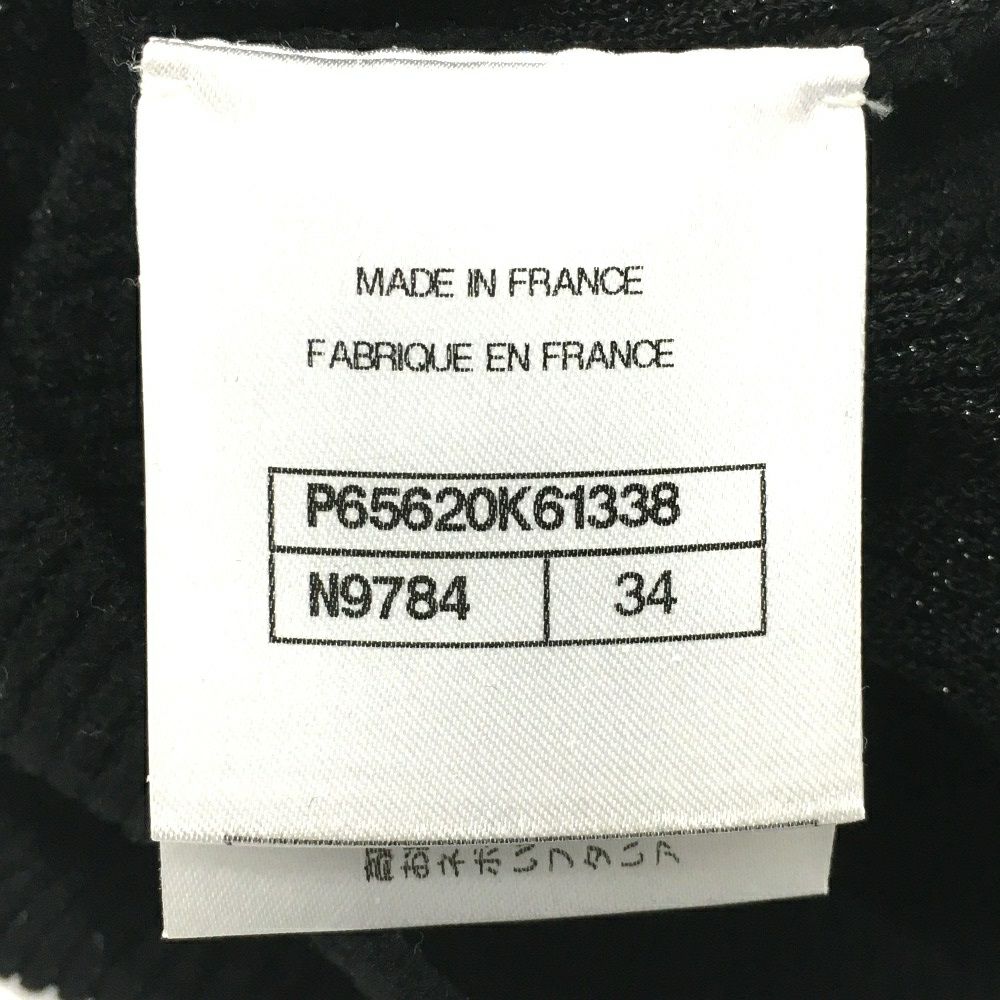 MADE IN FRANCE
FABRIQUE EN FRANCE
P65620K61338
N9784 34